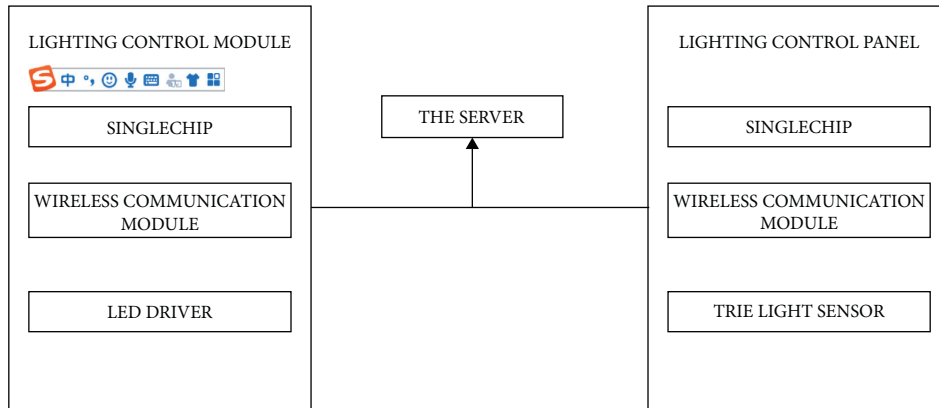 LIGHTING CONTROL MODULE
S 中 °,
SINGLECHIP
WIRELESS COMMUNICATION
MODULE
LED DRIVER
THE SERVER
LIGHTING CONTROL PANEL
SINGLECHIP
WIRELESS COMMUNICATION
MODULE
TRIE LIGHT SENSOR